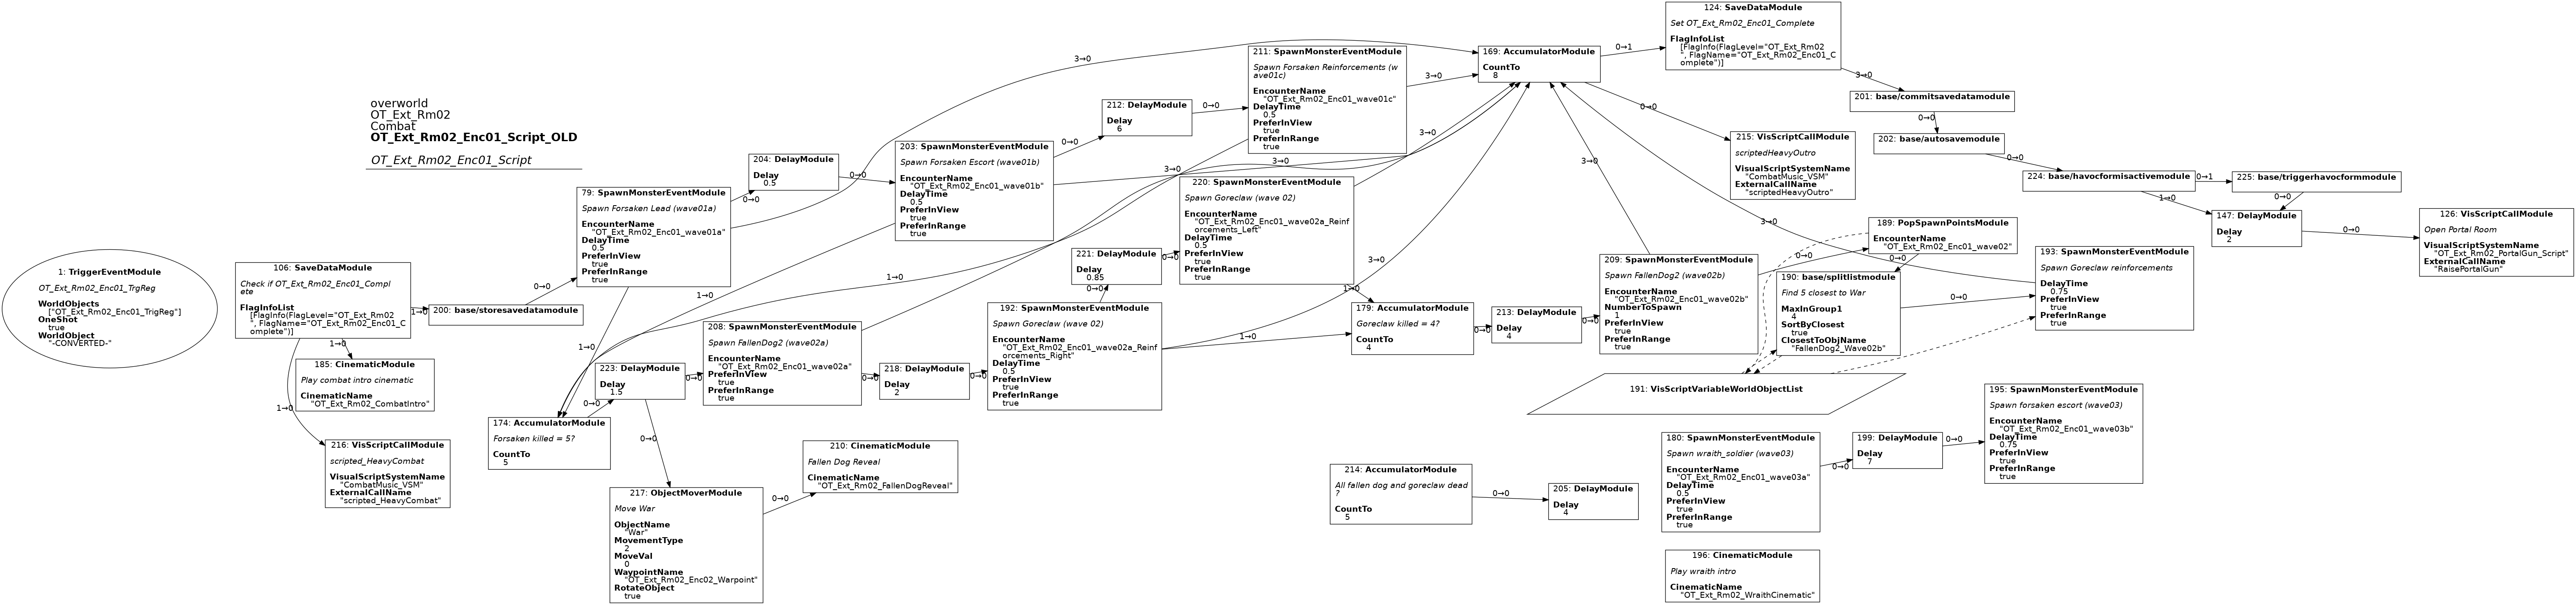 overworld
OT_Ext_Rm02
Combat
OT_Ext_Rm02_Enc01_Script_OLD
OT_Ext_Rm02_Enc01_Script
1: TriggerEventModule
OT_Ext_Rm02_Enc01_TrgReg
WorldObjects
["OT_Ext_Rm02_Enc01_TrigReg"]
OneShot
true
WorldObject
"-CONVERTED-"
106: SaveDataModule
Check if OT_Ext_Rm02_Enc01_Compl
ete
FlagInfoList
[FlagInfo(FlagLevel="OT_Ext_Rm02
", FlagName="OT_Ext_Rm02_Enc01_C
omplete")]
1→0
1→0
1→0
185: CinematicModule
Play combat intro cinematic
CinematicName
"OT_Ext_Rm02_CombatIntro"
216: VisScriptCallModule
scripted_HeavyCombat
VisualScriptSystemName
"CombatMusic_VSM"
ExternalCallName
"scripted_HeavyCombat"
200: base/storesavedatamodule
0→0
79: SpawnMonsterEventModule
Spawn Forsaken Lead (wave01a)
EncounterName
"OT_Ext_Rm02_Enc01_wave01a"
DelayTime
0.5
PreferInView
true
PreferInRange
true
0→0
3→0
1→0
204: DelayModule
Delay
0.5
0→0
203: SpawnMonsterEventModule
Spawn Forsaken Escort (wave01b)
EncounterName
"OT_Ext_Rm02_Enc01_wave01b"
DelayTime
0.5
PreferInView
true
PreferInRange
true
0→0
3→0
1→0
212: DelayModule
Delay
6
0→0
211: SpawnMonsterEventModule
Spawn Forsaken Reinforcements (w
ave01c)
EncounterName
"OT_Ext_Rm02_Enc01_wave01c"
DelayTime
0.5
PreferInView
true
PreferInRange
true
3→0
1→0
174: AccumulatorModule
Forsaken killed = 5?
CountTo
5
0→0
223: DelayModule
Delay
1.5
0→0
0→0
217: ObjectMoverModule
Move War
ObjectName
"War"
MovementType
2
MoveVal
0
WaypointName
"OT_Ext_Rm02_Enc02_Warpoint"
RotateObject
true
0→0
210: CinematicModule
Fallen Dog Reveal
CinematicName
"OT_Ext_Rm02_FallenDogReveal"
208: SpawnMonsterEventModule
Spawn FallenDog2 (wave02a)
EncounterName
"OT_Ext_Rm02_Enc01_wave02a"
PreferInView
true
PreferInRange
true
0→0
3→0
218: DelayModule
Delay
2
0→0
192: SpawnMonsterEventModule
Spawn Goreclaw (wave 02)
EncounterName
"OT_Ext_Rm02_Enc01_wave02a_Reinf
orcements_Right"
DelayTime
0.5
PreferInView
true
PreferInRange
true
0→0
3→0
1→0
221: DelayModule
Delay
0.85
0→0
220: SpawnMonsterEventModule
Spawn Goreclaw (wave 02)
EncounterName
"OT_Ext_Rm02_Enc01_wave02a_Reinf
orcements_Left"
DelayTime
0.5
PreferInView
true
PreferInRange
true
3→0
1→0
179: AccumulatorModule
Goreclaw killed = 4?
CountTo
4
0→0
213: DelayModule
Delay
4
0→0
209: SpawnMonsterEventModule
Spawn FallenDog2 (wave02b)
EncounterName
"OT_Ext_Rm02_Enc01_wave02b"
NumberToSpawn
1
PreferInView
true
PreferInRange
true
3→0
0→0
189: PopSpawnPointsModule
EncounterName
"OT_Ext_Rm02_Enc01_wave02"
0→0
190: base/splitlistmodule
Find 5 closest to War
MaxInGroup1
4
SortByClosest
true
ClosestToObjName
"FallenDog2_Wave02b"
0→0
191: VisScriptVariableWorldObjectList
193: SpawnMonsterEventModule
Spawn Goreclaw reinforcements
DelayTime
0.75
PreferInView
true
PreferInRange
true
3→0
169: AccumulatorModule
CountTo
8
0→1
0→0
124: SaveDataModule
Set OT_Ext_Rm02_Enc01_Complete
FlagInfoList
[FlagInfo(FlagLevel="OT_Ext_Rm02
", FlagName="OT_Ext_Rm02_Enc01_C
omplete")]
3→0
201: base/commitsavedatamodule
0→0
202: base/autosavemodule
0→0
215: VisScriptCallModule
scriptedHeavyOutro
VisualScriptSystemName
"CombatMusic_VSM"
ExternalCallName
"scriptedHeavyOutro"
224: base/havocformisactivemodule
0→1
1→0
225: base/triggerhavocformmodule
0→0
147: DelayModule
Delay
2
0→0
126: VisScriptCallModule
Open Portal Room
VisualScriptSystemName
"OT_Ext_Rm02_PortalGun_Script"
ExternalCallName
"RaisePortalGun"
214: AccumulatorModule
All fallen dog and goreclaw dead
?
CountTo
5
0→0
205: DelayModule
Delay
4
180: SpawnMonsterEventModule
Spawn wraith_soldier (wave03)
EncounterName
"OT_Ext_Rm02_Enc01_wave03a"
DelayTime
0.5
PreferInView
true
PreferInRange
true
0→0
199: DelayModule
Delay
7
0→0
195: SpawnMonsterEventModule
Spawn forsaken escort (wave03)
EncounterName
"OT_Ext_Rm02_Enc01_wave03b"
DelayTime
0.75
PreferInView
true
PreferInRange
true
196: CinematicModule
Play wraith intro
CinematicName
"OT_Ext_Rm02_WraithCinematic"